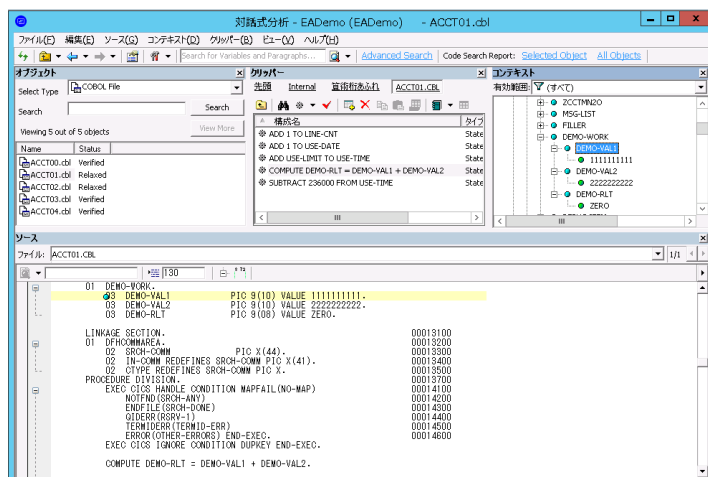 対話式分析 - EADemo (EADemo) - ACCT01.cbl
ファイル(F) 編集(E) ソース(G) コンテキスト(D) クリッパー(B) ビュー(V) ヘルプ(H)
Search for Variables and Paragraphs... Advanced Search Code Search Report: Selected Object All Objects
オブジェクト
Select Type COBOL File
Search Search
Viewing 5 out of 5 objects View More
Name Status
ACCT00.cbl Verified
ACCT01.cbl Relaxed
ACCT02.cbl Relaxed
ACCT03.cbl Verified
ACCT04.cbl Verified
クリッパー
先頭 Internal 算術桁あふれ ACCT01.CBL
構成名 タイプ
ADD 1 TO LINE-CNT State
ADD 1 TO USE-DATE State
ADD USE-LIMIT TO USE-TIME State
COMPUTE DEMO-RLT = DEMO-VAL1 + DEMO-VAL2 State
SUBTRACT 236000 FROM USE-TIME State
コンテキスト
有効範囲: (すべて)
ZCCTMN2O
MSG-LIST
FILLER
DEMO-WORK
DEMO-VAL1
1111111111
DEMO-VAL2
2222222222
DEMO-RLT
ZERO
ソース
ファイル: ACCT01.CBL 1/1
130
01 DEMO-WORK.
03 DEMO-VAL1 PIC 9(10) VALUE 1111111111.
03 DEMO-VAL2 PIC 9(10) VALUE 2222222222.
03 DEMO-RLT PIC 9(08) VALUE ZERO.
LINKAGE SECTION. 00013100
01 DFHCOMMAREA. 00013200
02 SRCH-COMM PIC X(44). 00013300
02 IN-COMM REDEFINES SRCH-COMM PIC X(41). 00013400
02 CTYPE REDEFINES SRCH-COMM PIC X. 00013500
PROCEDURE DIVISION. 00013700
EXEC CICS HANDLE CONDITION MAPFAIL(NO-MAP) 00014100
NOTFND(SRCH-ANY) 00014200
ENDFILE(SRCH-DONE) 00014300
QIDERR(RSRV-1) 00014400
TERMIDERR(TERMID-ERR) 00014500
ERROR(OTHER-ERRORS) END-EXEC. 00014600
EXEC CICS IGNORE CONDITION DUPKEY END-EXEC.
COMPUTE DEMO-RLT = DEMO-VAL1 + DEMO-VAL2.